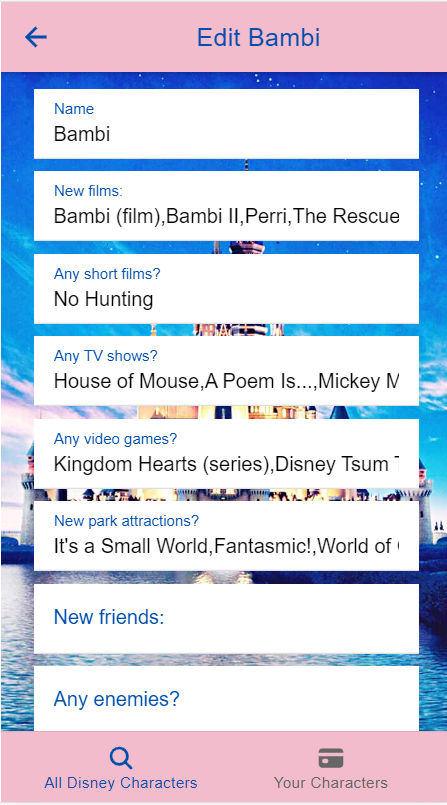 Edit Bambi
Name
Bambi
New films:
Bambi (film),Bambi II,Perri,The Rescue
Any short films?
No Hunting
Any TV shows?
House of Mouse,A Poem Is...,Mickey M
Any video games?
Kingdom Hearts (series),Disney Tsum
New park attractions?
It's a Small World,Fantasmic!,World of
New friends:
Any enemies?
All Disney Characters
Your Characters